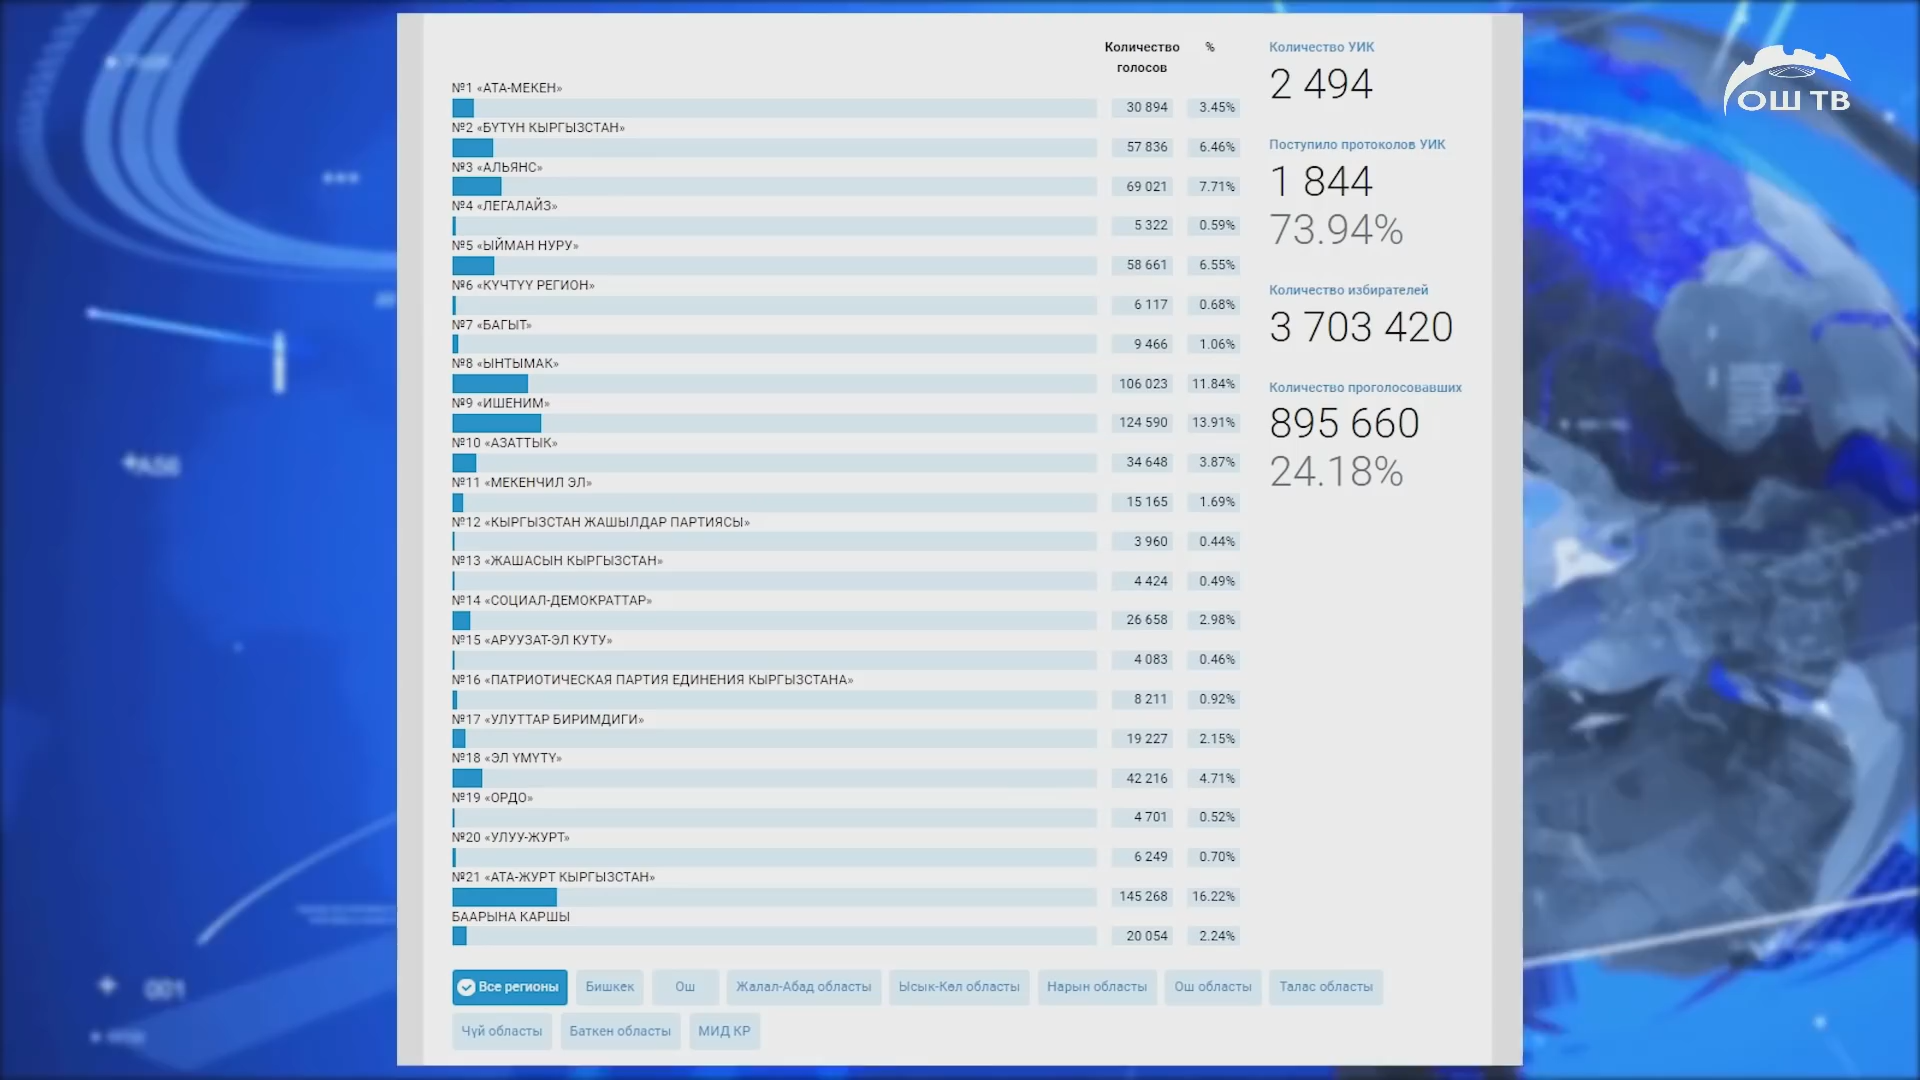 ОШ ТВ
Количество голосов %
№1 «АТА-МЕКЕН»
30 894 3.45%
№2 «БҮТҮН КЫРГЫЗСТАН»
57 836 6.46%
№3 «АЛЬЯНС»
69 021 7.71%
№4 «ЛЕГАЛАЙЗ»
5 322 0.59%
№5 «ЫЙМАН НУРУ»
58 661 6.55%
№6 «КҮЧТҮҮ РЕГИОН»
6 117 0.68%
№7 «БАГЫТ»
9 466 1.06%
№8 «ЫНТЫМАК»
106 023 11.84%
№9 «ИШЕНИМ»
124 590 13.91%
№10 «АЗАТТЫК»
34 648 3.87%
№11 «МЕКЕНЧИЛ ЭЛ»
15 165 1.69%
№12 «КЫРГЫЗСТАН ЖАШЫЛДАР ПАРТИЯСЫ»
3 960 0.44%
№13 «ЖАШАСЫН КЫРГЫЗСТАН»
4 424 0.49%
№14 «СОЦИАЛ-ДЕМОКРАТТАР»
26 658 2.98%
№15 «АРУУЗАТ-ЭЛ КУТУ»
4 083 0.46%
№16 «ПАТРИОТИЧЕСКАЯ ПАРТИЯ ЕДИНЕНИЯ КЫРГЫЗСТАНА»
8 211 0.92%
№17 «УЛУТТАР БИРИМДИГИ»
19 227 2.15%
№18 «ЭЛ ҮМҮТҮ»
42 216 4.71%
№19 «ОРДО»
4 701 0.52%
№20 «УЛУУ-ЖУРТ»
6 249 0.70%
№21 «АТА-ЖУРТ КЫРГЫЗСТАН»
145 268 16.22%
БААРЫНА КАРШЫ
20 054 2.24%
Количество УИК
2 494
Поступило протоколов УИК
1 844
73.94%
Количество избирателей
3 703 420
Количество проголосовавших
895 660
24.18%
Все регионы Бишкек Ош Жалал-Абад областы Ысык-Көл областы Нарын областы Ош областы Талас областы
Чүй областы Баткен областы МИД КР
001